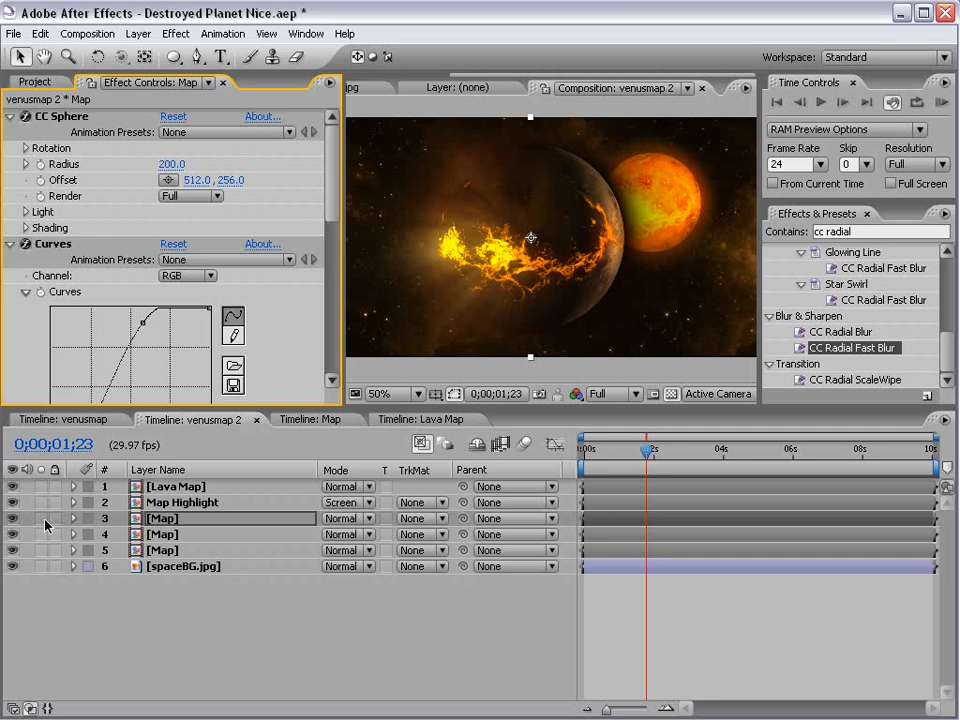 Adobe After Effects - Destroyed Planet Nice.aep *
File Edit Composition Layer Effect Animation View Window Help
Workspace: Standard
Project Effect Controls: Map
jpg Layer: (none) Composition: venusmap 2
Time Controls
venusmap 2 * Map
CC Sphere Reset About...
Animation Presets: None
Rotation
Radius 200.0
Offset 512.0, 256.0
Render Full
Light
Shading
Curves Reset About...
Animation Presets: None
Channel: RGB
Curves
RAM Preview Options
Frame Rate Skip Resolution
24 0 Full
From Current Time Full Screen
Effects & Presets
Contains: cc radial
Glowing Line
CC Radial Fast Blur
Star Swirl
CC Radial Fast Blur
Blur & Sharpen
CC Radial Blur
CC Radial Fast Blur
Transition
CC Radial ScaleWipe
50% 0;00;01;23 Full Active Camera
Timeline: venusmap Timeline: venusmap 2 Timeline: Map Timeline: Lava Map
0;00;01;23 (29.97 fps)
:00s 02s 04s 06s 08s 10s
# Layer Name Mode T TrkMat Parent
1 [Lava Map] Normal None
2 Map Highlight Screen None None
3 [Map] Normal None None
4 [Map] Normal None None
5 [Map] Normal None None
6 [spaceBG.jpg] Normal None None